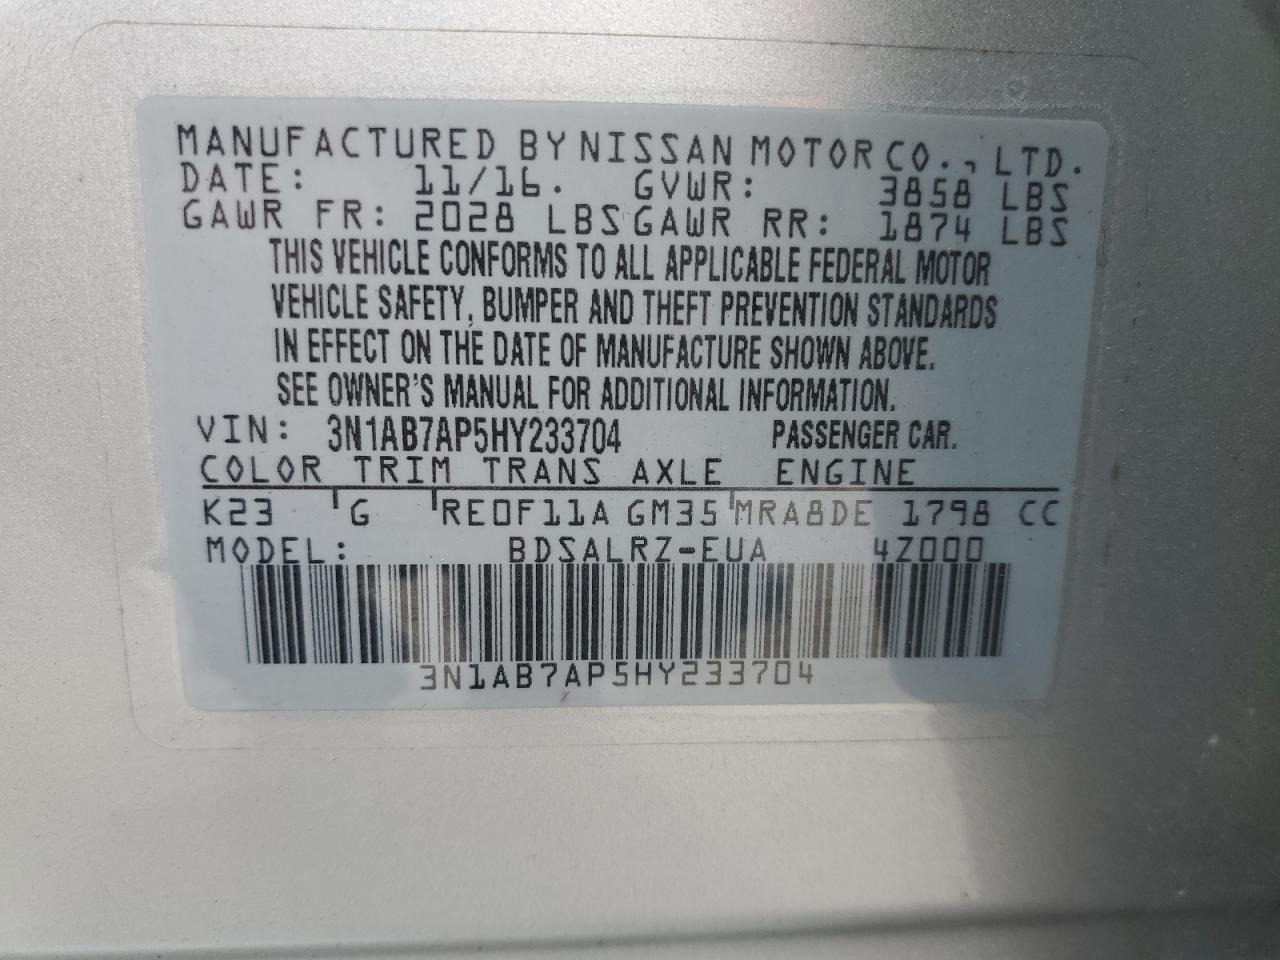 MANUFACTURED BY NISSAN MOTOR CO., LTD.
DATE: 11/16. GVWR: 3858 LBS
GAWR FR: 2028 LBS GAWR RR: 1874 LBS
THIS VEHICLE CONFORMS TO ALL APPLICABLE FEDERAL MOTOR
VEHICLE SAFETY, BUMPER AND THEFT PREVENTION STANDARDS
IN EFFECT ON THE DATE OF MANUFACTURE SHOWN ABOVE.
SEE OWNER'S MANUAL FOR ADDITIONAL INFORMATION.
VIN: 3N1AB7AP5HY233704 PASSENGER CAR.
COLOR TRIM TRANS AXLE ENGINE
K23 G RE0F11A GM35 MRA8DE 1798 CC
MODEL: BDSALRZ-EUA 4Z000
3N1AB7AP5HY233704